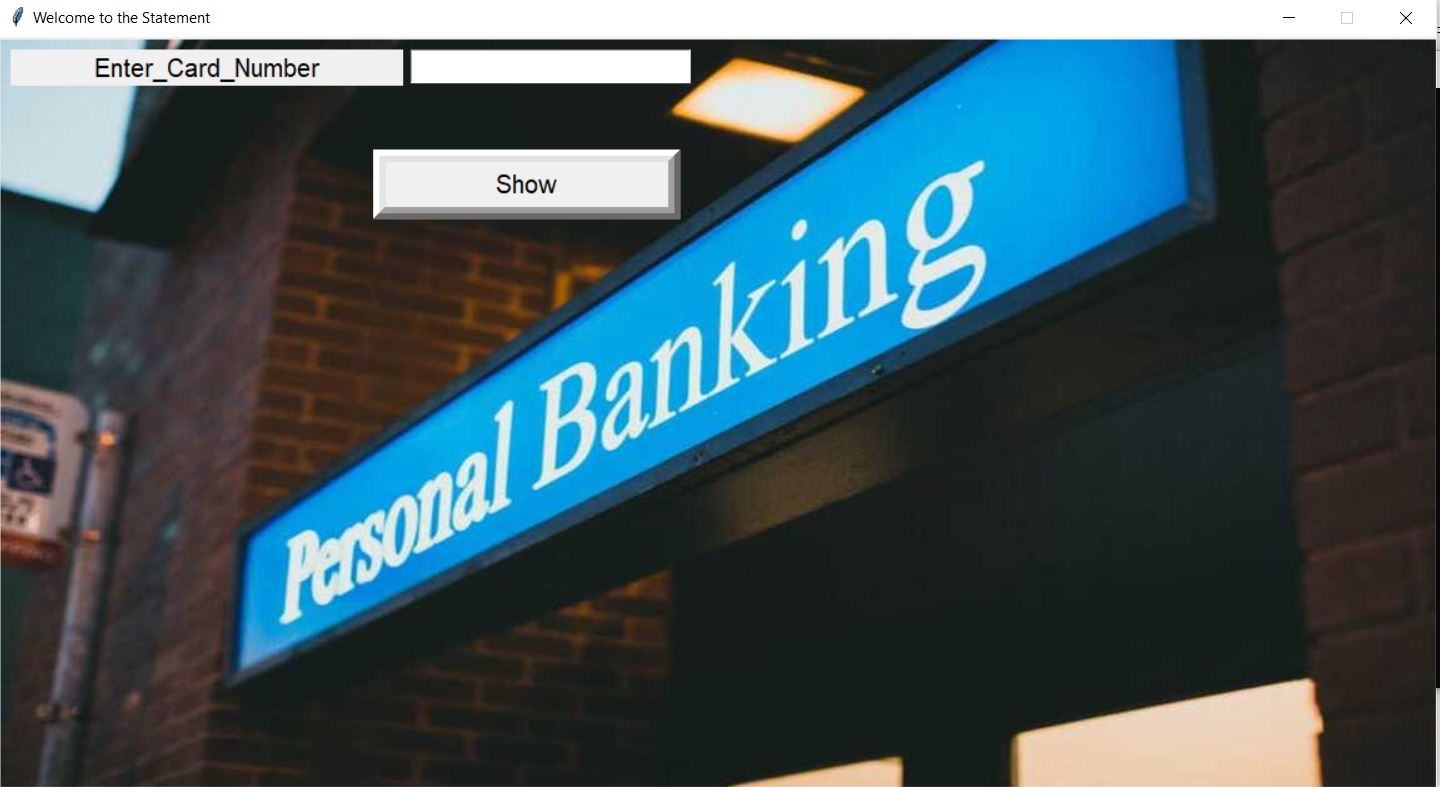 Welcome to the Statement
Enter_Card_Number
Show
Personal Banking